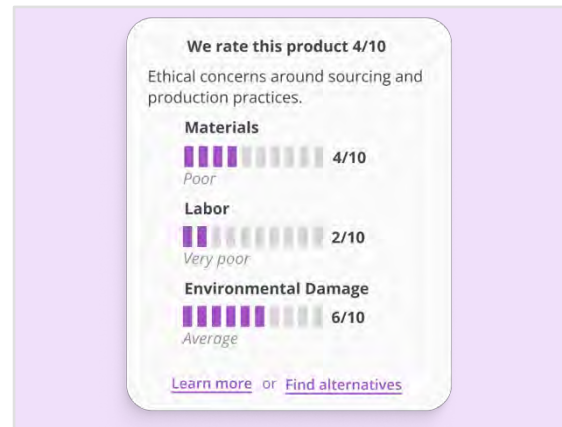 We rate this product 4/10
Ethical concerns around sourcing and
production practices.
Materials
4/10
Poor
Labor
2/10
Very poor
Environmental Damage
6/10
Average
Learn more or Find alternatives